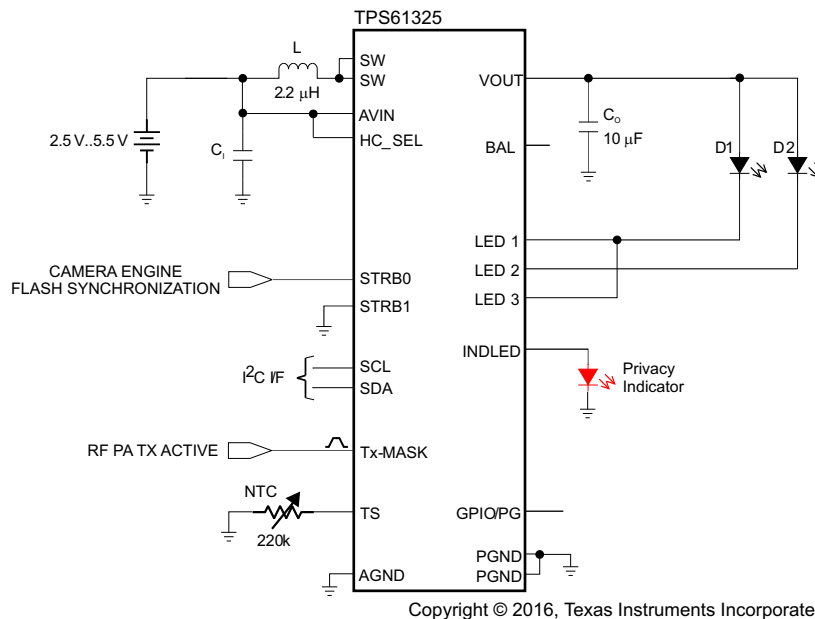 TPS61325
L
2.2 μH
SW
SW
AVIN
HC_SEL
2.5 V..5.5 V
C_I
VOUT
C_O
10 μF
BAL
D1
D2
LED 1
LED 2
LED 3
CAMERA ENGINE
FLASH SYNCHRONIZATION
STRB0
STRB1
INDLED
Privacy
Indicator
I²C I/F
SCL
SDA
RF PA TX ACTIVE
Tx-MASK
NTC
220k
TS
GPIO/PG
AGND
PGND
PGND
Copyright © 2016, Texas Instruments Incorporate